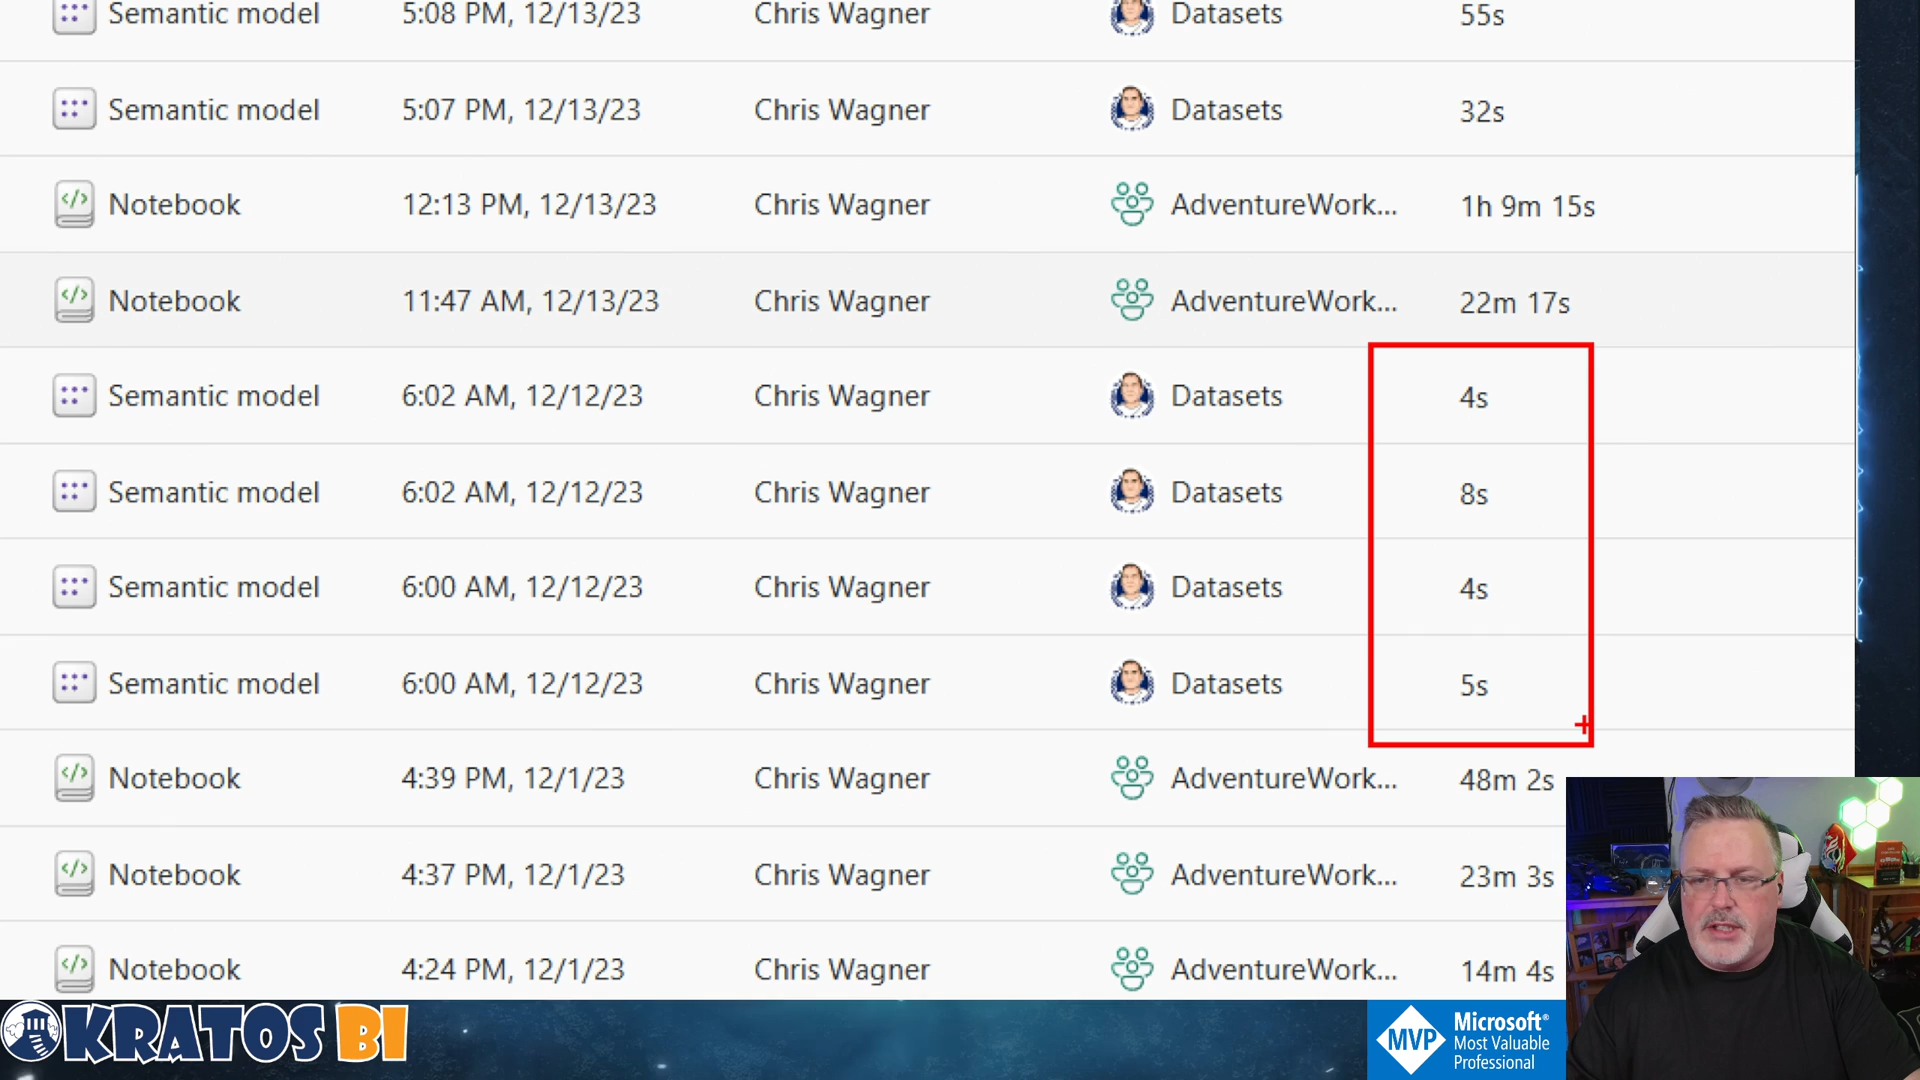 Semantic model 5:08 PM, 12/13/23 Chris Wagner Datasets 55s
Semantic model 5:07 PM, 12/13/23 Chris Wagner Datasets 32s
Notebook 12:13 PM, 12/13/23 Chris Wagner AdventureWork... 1h 9m 15s
Notebook 11:47 AM, 12/13/23 Chris Wagner AdventureWork... 22m 17s
Semantic model 6:02 AM, 12/12/23 Chris Wagner Datasets 4s
Semantic model 6:02 AM, 12/12/23 Chris Wagner Datasets 8s
Semantic model 6:00 AM, 12/12/23 Chris Wagner Datasets 4s
Semantic model 6:00 AM, 12/12/23 Chris Wagner Datasets 5s
Notebook 4:39 PM, 12/1/23 Chris Wagner AdventureWork... 48m 2s
Notebook 4:37 PM, 12/1/23 Chris Wagner AdventureWork... 23m 3s
Notebook 4:24 PM, 12/1/23 Chris Wagner AdventureWork... 14m 4s
KRATOS BI
MVP
Microsoft®
Most Valuable
Professional